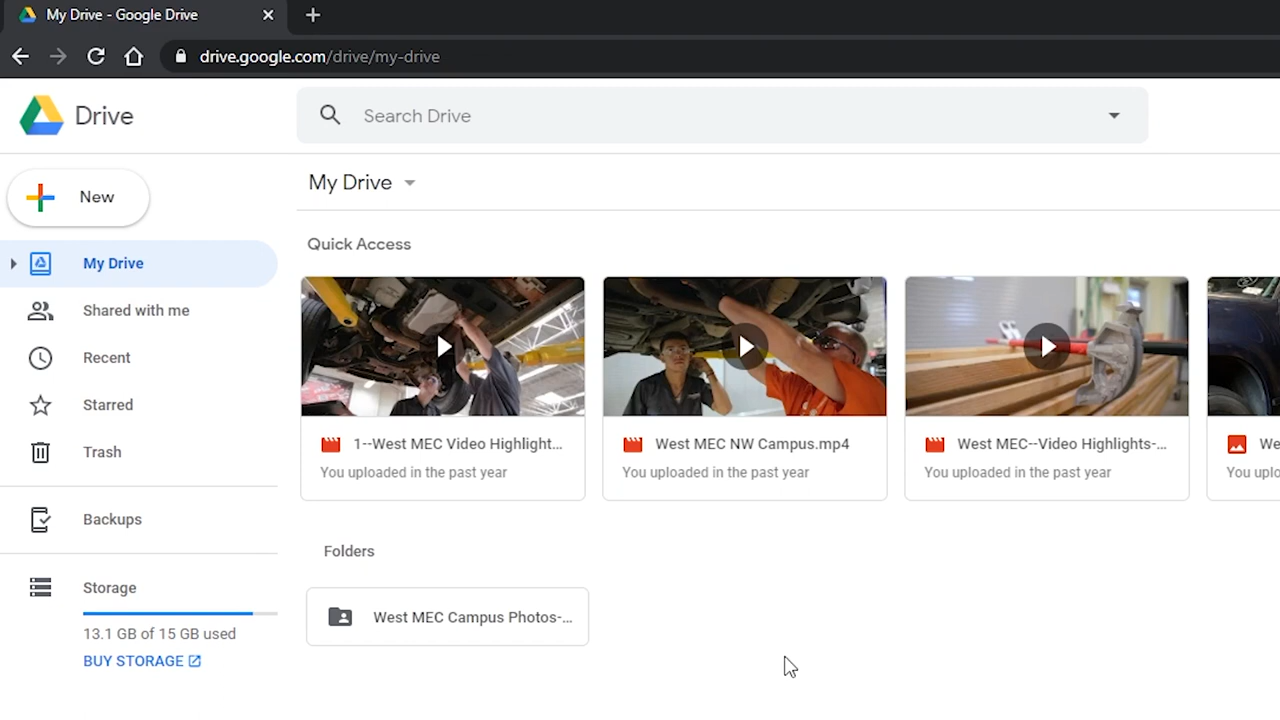 My Drive - Google Drive
drive.google.com/drive/my-drive
Drive
Search Drive
New
My Drive
My Drive
Shared with me
Recent
Starred
Trash
Backups
Storage
13.1 GB of 15 GB used
BUY STORAGE
Quick Access
1--West MEC Video Highlight...
You uploaded in the past year
West MEC NW Campus.mp4
You uploaded in the past year
West MEC--Video Highlights-...
You uploaded in the past year
We
You uplo
Folders
West MEC Campus Photos-...